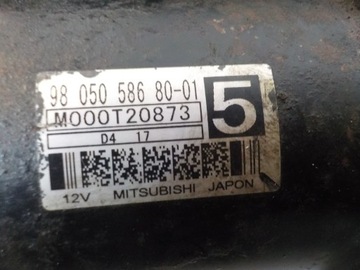 98 050 586 80-01
M000T20873
5
D4 17
12V MITSUBISHI JAPON